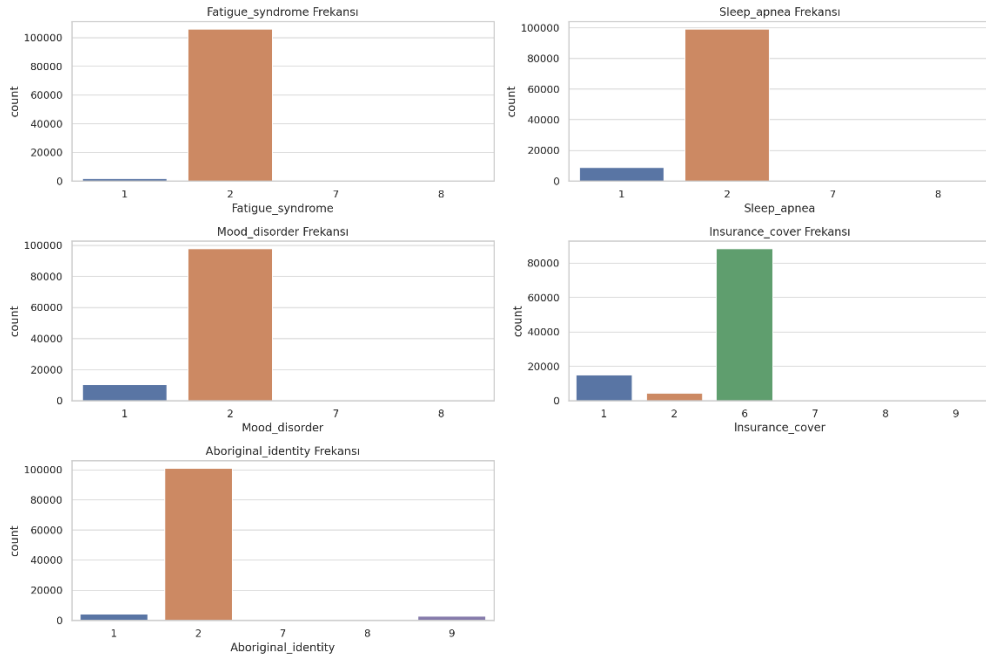 Fatigue_syndrome Frekansı
count
100000
80000
60000
40000
20000
0
1 2 7 8
Fatigue_syndrome
Sleep_apnea Frekansı
count
100000
80000
60000
40000
20000
0
1 2 7 8
Sleep_apnea
Mood_disorder Frekansı
count
100000
80000
60000
40000
20000
0
1 2 7 8
Mood_disorder
Insurance_cover Frekansı
count
80000
60000
40000
20000
0
1 2 6 7 8 9
Insurance_cover
Aboriginal_identity Frekansı
count
100000
80000
60000
40000
20000
0
1 2 7 8 9
Aboriginal_identity